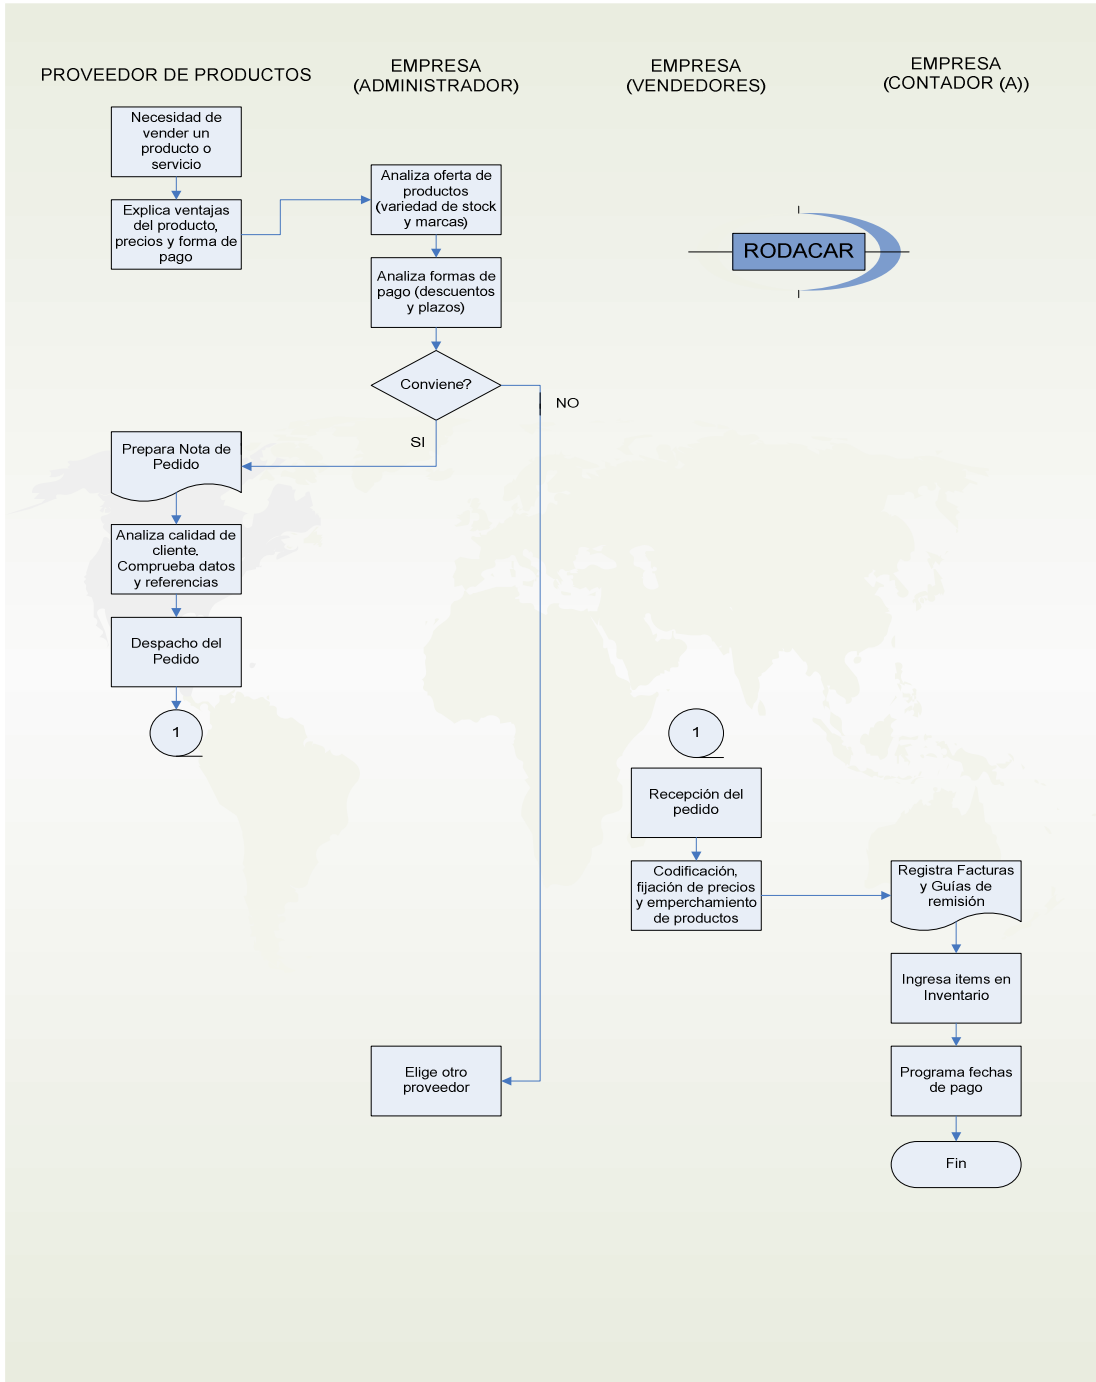 PROVEEDOR DE PRODUCTOS
EMPRESA
(ADMINISTRADOR)
EMPRESA
(VENDEDORES)
EMPRESA
(CONTADOR (A))
Necesidad de
vender un
producto o
servicio
Explica ventajas
del producto,
precios y forma de
pago
Analiza oferta de
productos
(variedad de stock
y marcas)
RODACAR
Analiza formas de
pago (descuentos
y plazos)
Conviene?
NO
SI
Prepara Nota de
Pedido
Analiza calidad de
cliente.
Comprueba datos
y referencias
Despacho del
Pedido
1
1
Recepción del
pedido
Codificación,
fijación de precios
y emperchamiento
de productos
Registra Facturas
y Guías de
remisión
Ingresa items en
Inventario
Elige otro
proveedor
Programa fechas
de pago
Fin